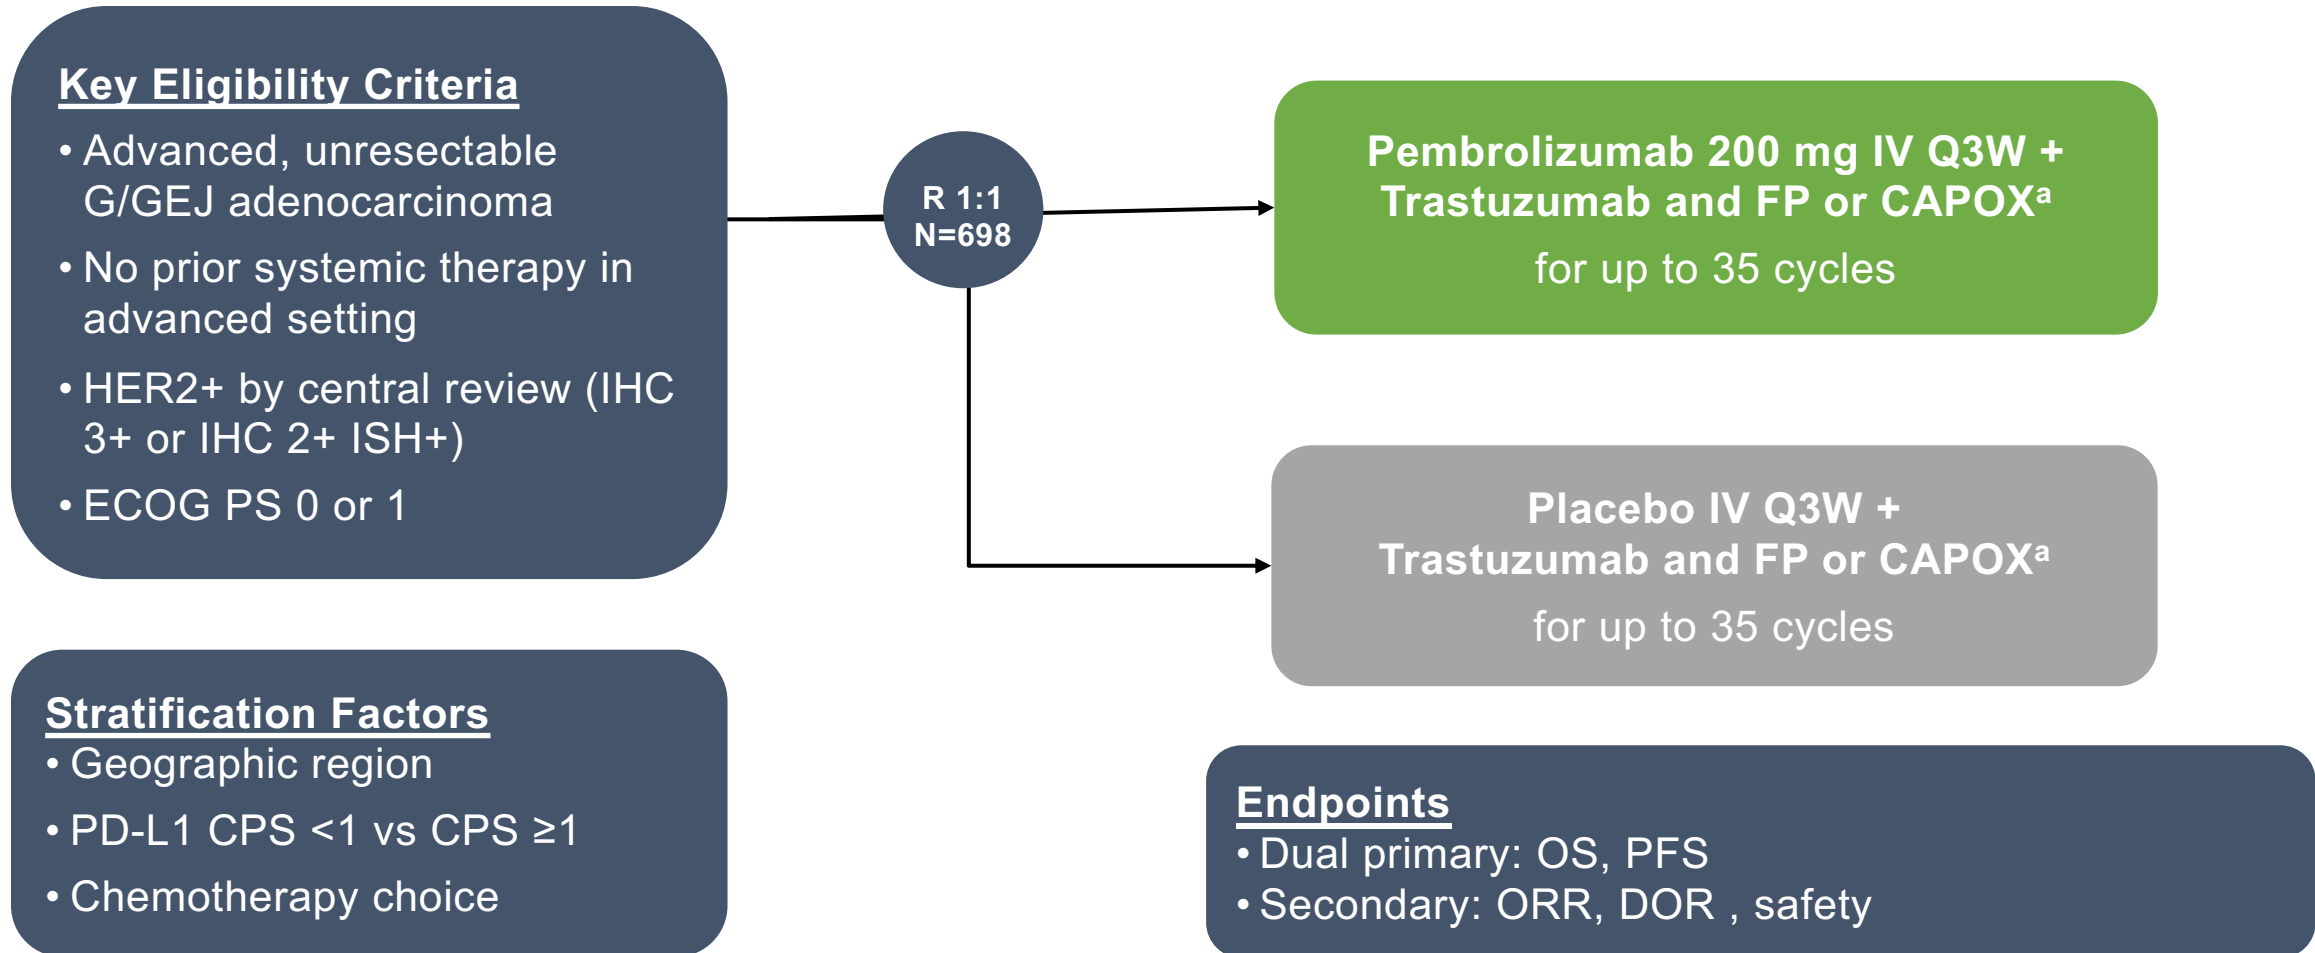 Key Eligibility Criteria
• Advanced, unresectable
G/GEJ adenocarcinoma
• No prior systemic therapy in
advanced setting
• HER2+ by central review (IHC
3+ or IHC 2+ ISH+)
• ECOG PS 0 or 1
R 1:1
N=698
Pembrolizumab 200 mg IV Q3W +
Trastuzumab and FP or CAPOXᵃ
for up to 35 cycles
Placebo IV Q3W +
Trastuzumab and FP or CAPOXᵃ
for up to 35 cycles
Stratification Factors
• Geographic region
• PD-L1 CPS <1 vs CPS ≥1
• Chemotherapy choice
Endpoints
• Dual primary: OS, PFS
• Secondary: ORR, DOR , safety